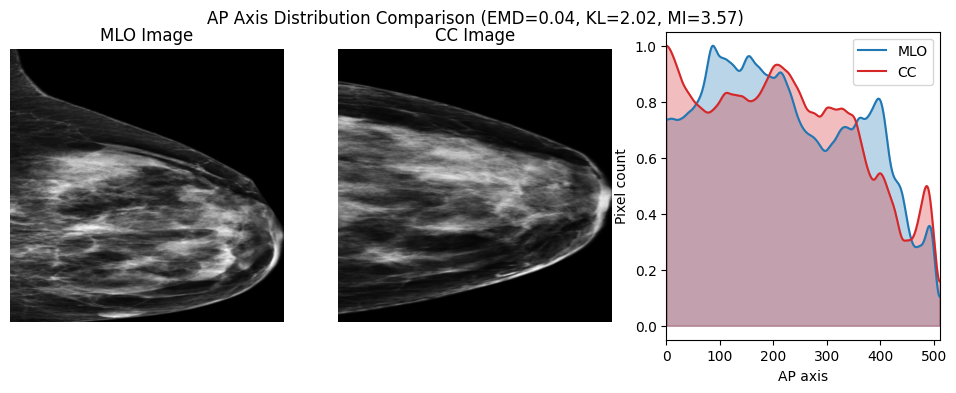 AP Axis Distribution Comparison (EMD=0.04, KL=2.02, MI=3.57)
MLO Image
CC Image
MLO
CC
Pixel count
1.0
0.8
0.6
0.4
0.2
0.0
0 100 200 300 400 500
AP axis